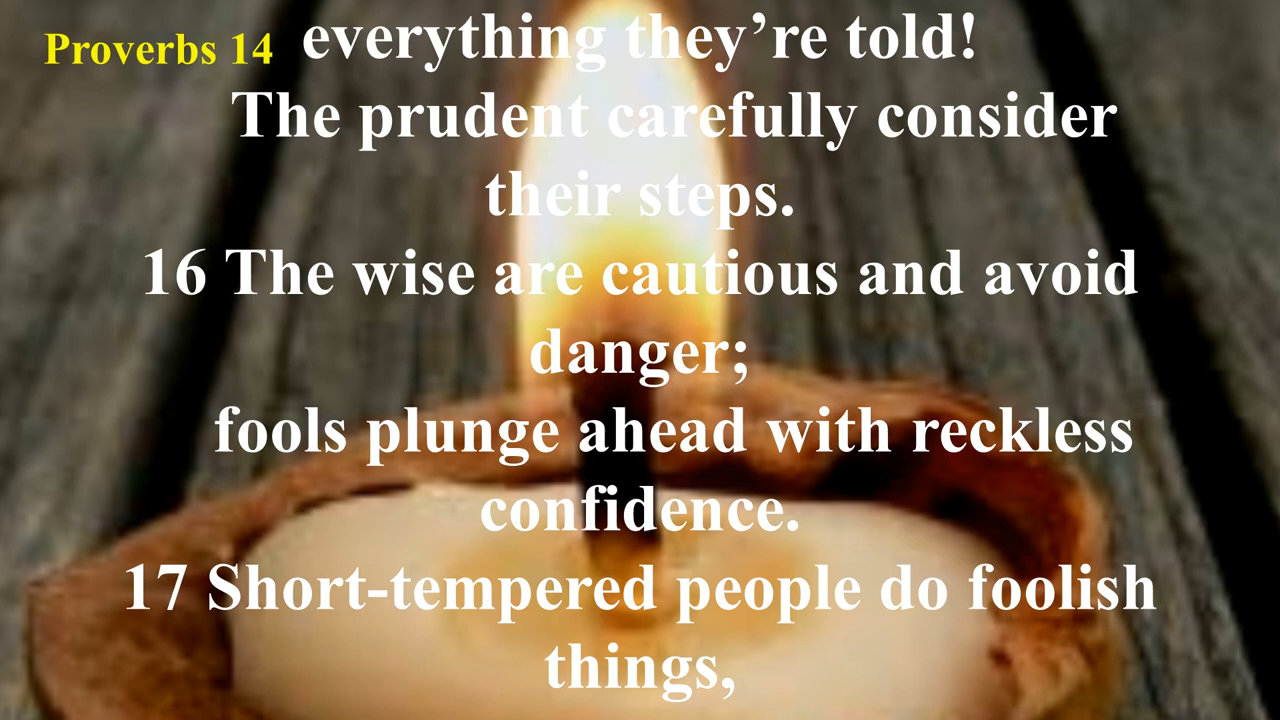 Proverbs 14
everything they’re told!
The prudent carefully consider
their steps.
16 The wise are cautious and avoid
danger;
fools plunge ahead with reckless
confidence.
17 Short-tempered people do foolish
things,